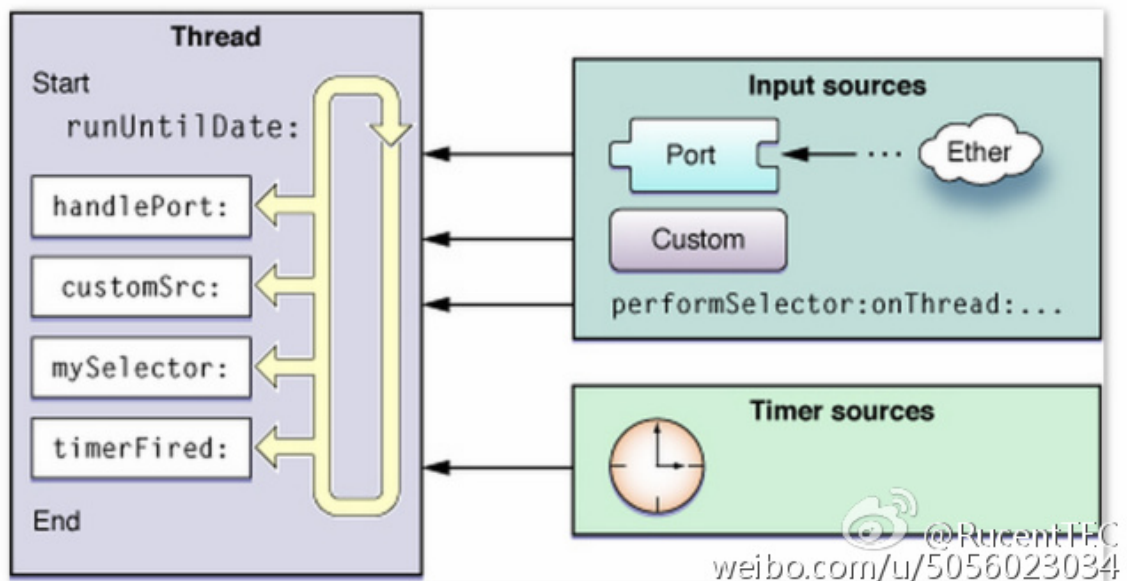 Thread
Start
runUntilDate:
handlePort:
customSrc:
mySelector:
timerFired:
End
Input sources
Port
...
Ether
Custom
performSelector:onThread:...
Timer sources
@RucentTEC
weibo.com/u/5056023034